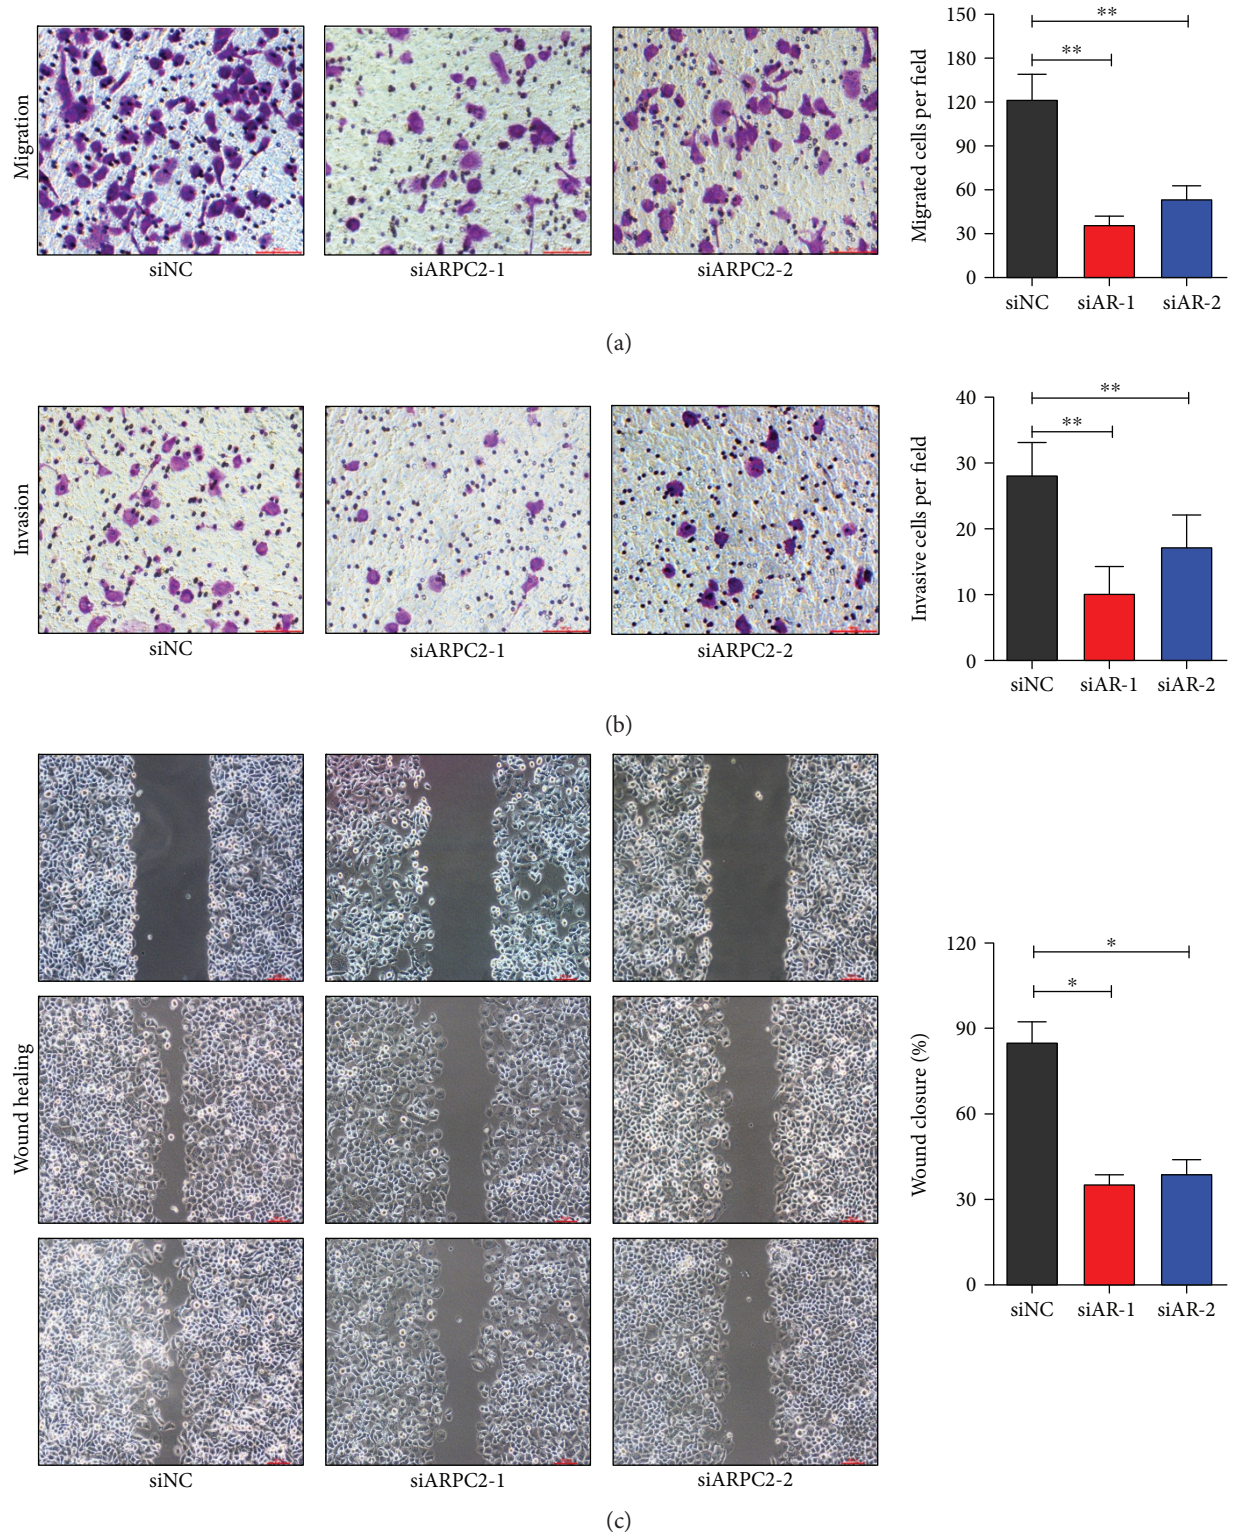 Migration
siNC
siARPC2-1
siARPC2-2
Migrated cells per field
150
180
120
90
60
30
0
**
**
siNC
siAR-1
siAR-2
(a)
Invasion
siNC
siARPC2-1
siARPC2-2
Invasive cells per field
40
30
20
10
0
**
**
siNC
siAR-1
siAR-2
(b)
Wound healing
siNC
siARPC2-1
siARPC2-2
Wound closure (%)
120
90
60
30
0
*
*
siNC
siAR-1
siAR-2
(c)